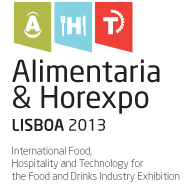 A H T
Alimentaria
& Horexpo
LISBOA 2013
International Food,
Hospitality and Technology for
the Food and Drinks Industry Exhibition